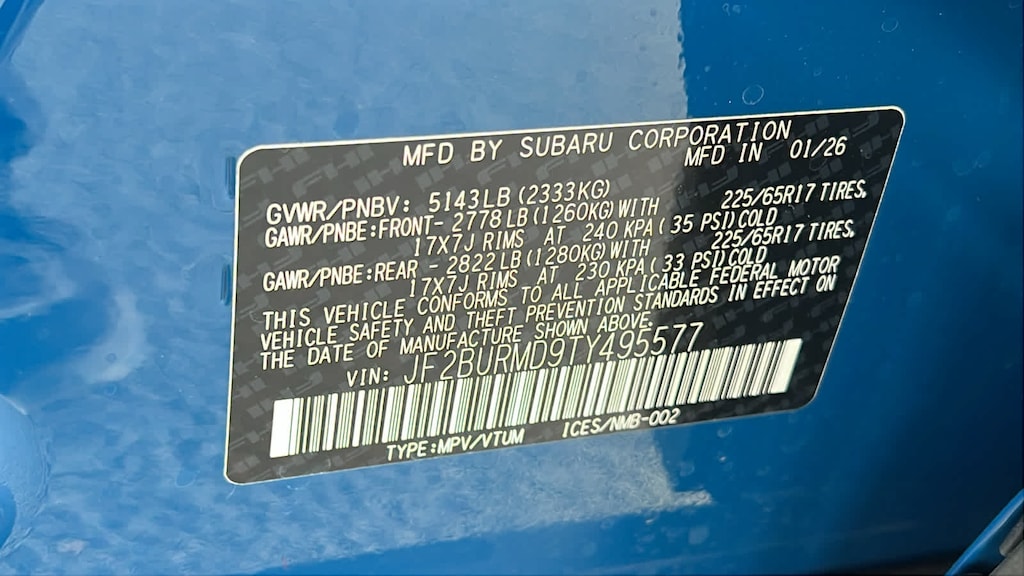 MFD BY SUBARU CORPORATION
MFD IN 01/26
GVWR/PNBV: 5143LB (2333KG)
GAWR/PNBE:FRONT- 2778 LB (1260KG) WITH 225/65R17 TIRES,
17X7J RIMS AT 240 KPA ( 35 PSI) COLD
GAWR/PNBE:REAR - 2822 LB (1280KG) WITH 225/65R17 TIRES,
17X7J RIMS AT 230 KPA ( 33 PSI) COLD
THIS VEHICLE CONFORMS TO ALL APPLICABLE FEDERAL MOTOR
VEHICLE SAFETY AND THEFT PREVENTION STANDARDS IN EFFECT ON
THE DATE OF MANUFACTURE SHOWN ABOVE.
VIN: JF2BURMD9TY495577
TYPE:MPV/VTUM ICES/NMB-002